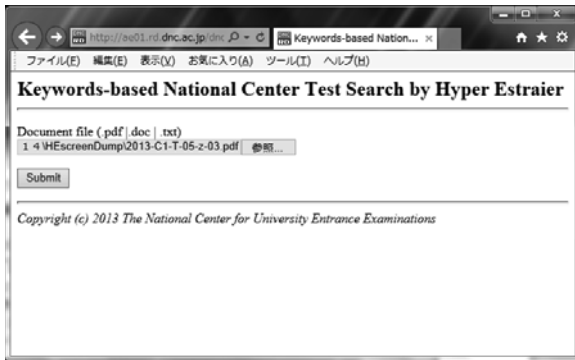 http://ae01.rd.dnc.ac.jp/dnc
Keywords-based Nation...
ファイル(F) 編集(E) 表示(V) お気に入り(A) ツール(T) ヘルプ(H)
Keywords-based National Center Test Search by Hyper Estraier
Document file (.pdf |.doc | .txt)
1 4\HEscreenDump\2013-C1-T-05-z-03.pdf 参照...
Submit
Copyright (c) 2013 The National Center for University Entrance Examinations